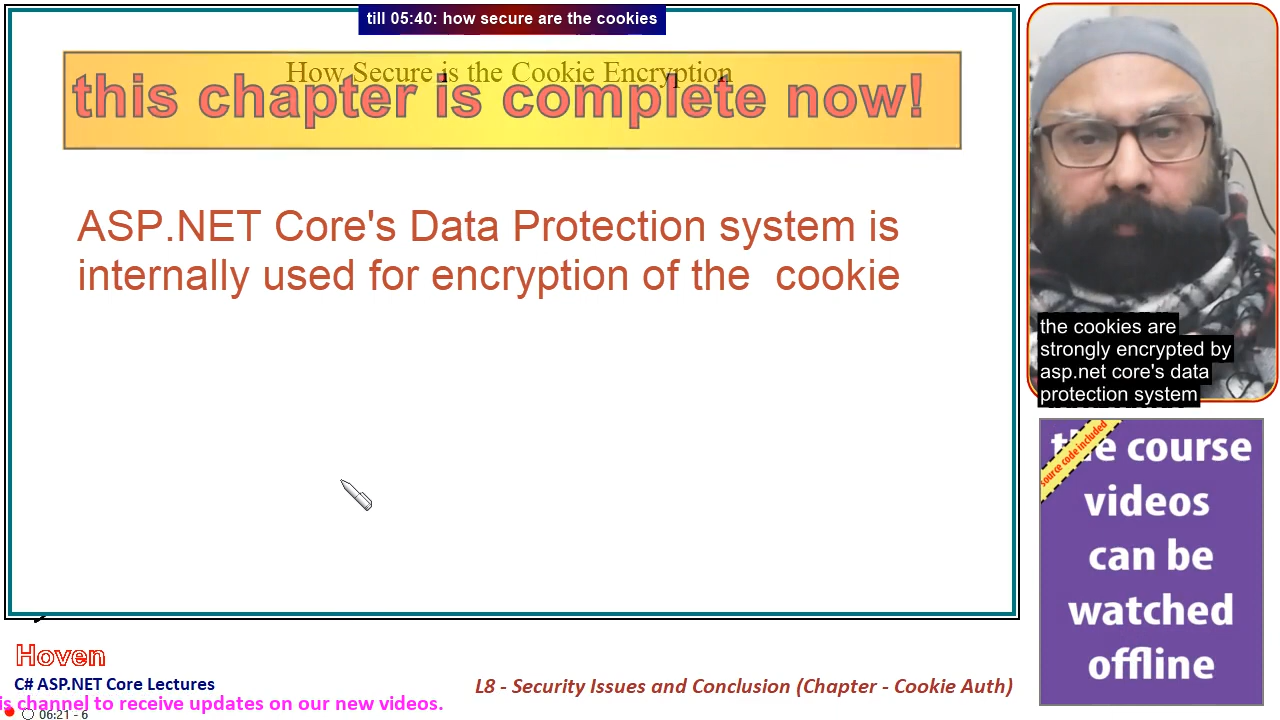 till 05:40: how secure are the cookies
How Secure is the Cookie Encryption
this chapter is complete now!
ASP.NET Core's Data Protection system is
internally used for encryption of the cookie
the cookies are
strongly encrypted by
asp.net core's data
protection system
source code included
the course
videos
can be
watched
offline
Hoven
C# ASP.NET Core Lectures
L8 - Security Issues and Conclusion (Chapter - Cookie Auth)
is channel to receive updates on our new videos.
06:21 - 6